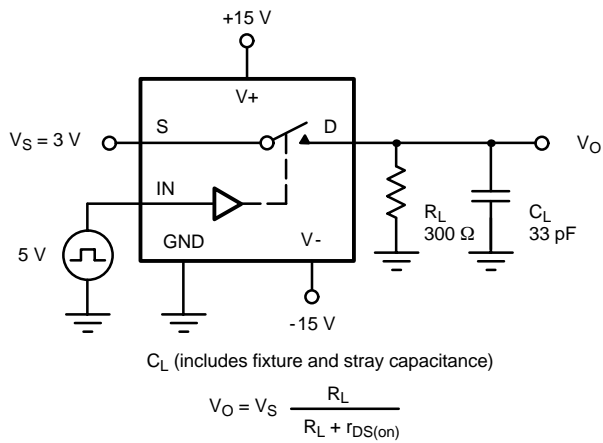 +15 V
V+
S
D
V_S = 3 V
V_O
IN
R_L
300 Ω
C_L
33 pF
GND
V-
5 V
-15 V
C_L (includes fixture and stray capacitance)
V_O = V_S R_L / R_L + r_DS(on)